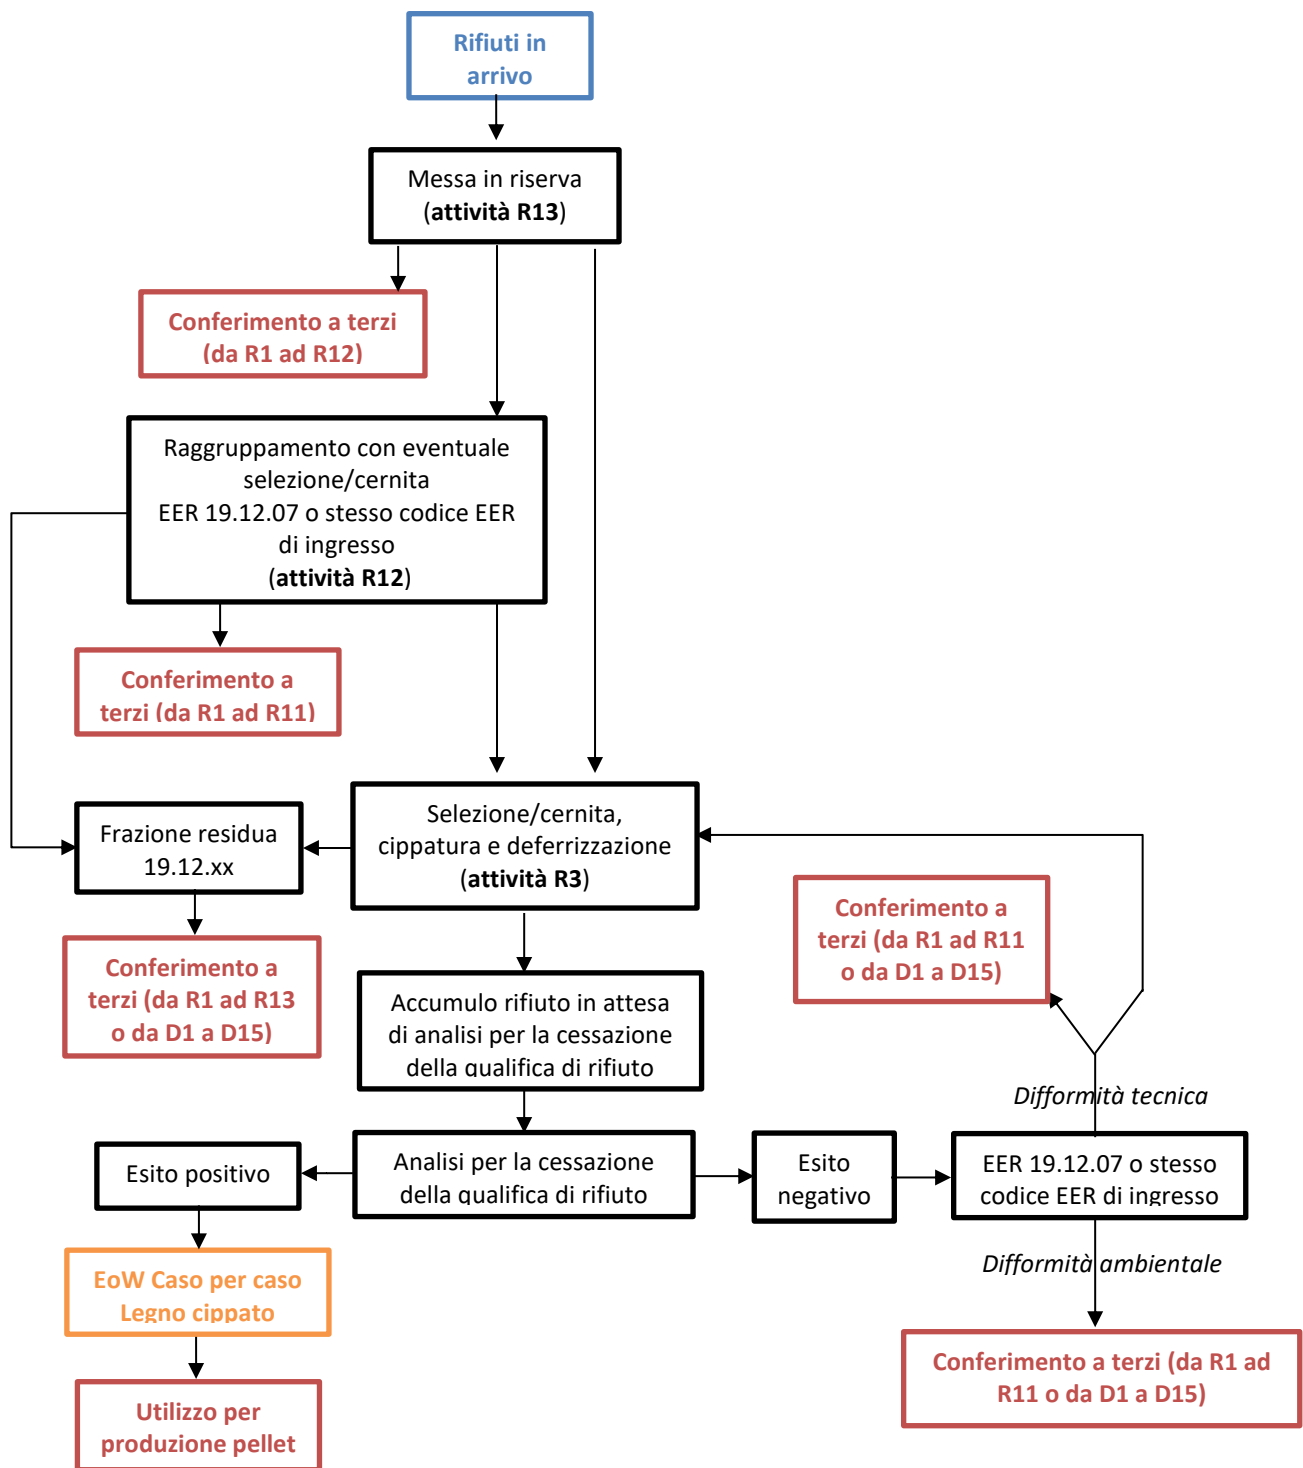 Rifiuti in
arrivo
Messa in riserva
(attività R13)
Conferimento a terzi
(da R1 ad R12)
Raggruppamento con eventuale
selezione/cernita
EER 19.12.07 o stesso codice EER
di ingresso
(attività R12)
Conferimento a
terzi (da R1 ad R11)
Selezione/cernita,
cippatura e deferrizzazione
(attività R3)
Frazione residua
19.12.xx
Conferimento a
terzi (da R1 ad R13
o da D1 a D15)
Conferimento a
terzi (da R1 ad R11
o da D1 a D15)
Accumulo rifiuto in attesa
di analisi per la cessazione
della qualifica di rifiuto
Difformità tecnica
Analisi per la cessazione
della qualifica di rifiuto
Esito positivo
Esito
negativo
EER 19.12.07 o stesso
codice EER di ingresso
Difformità ambientale
EoW Caso per caso
Legno cippato
Conferimento a terzi (da R1 ad
R11 o da D1 a D15)
Utilizzo per
produzione pellet